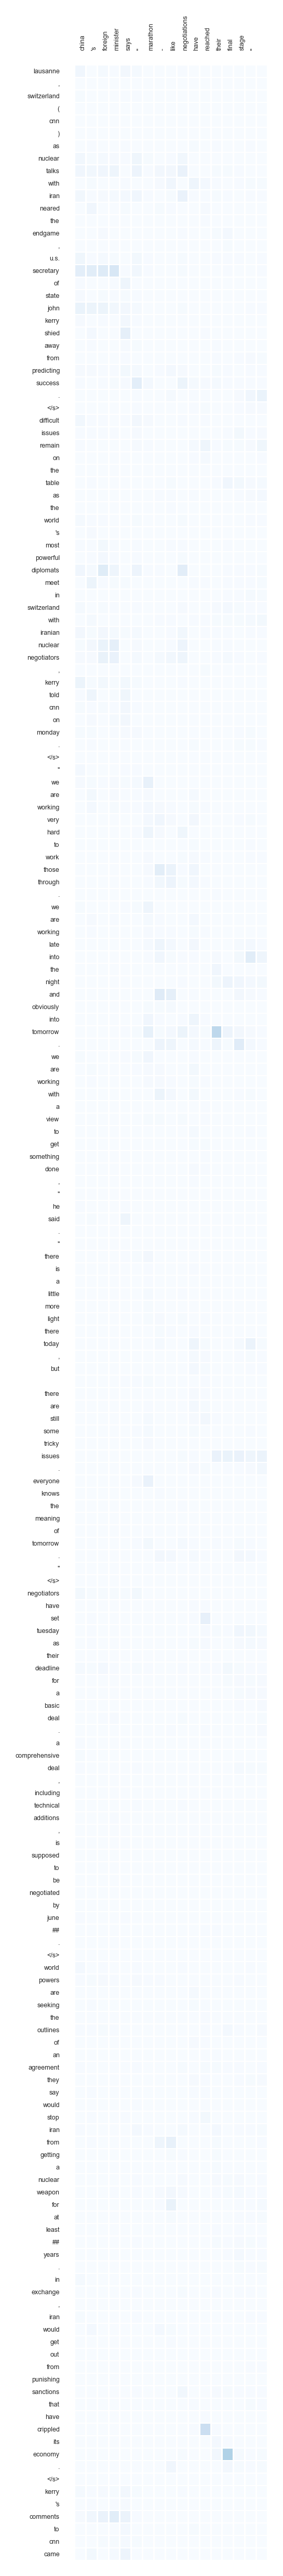 china
's
foreign
minister
says
"
marathon
-
like
negotiations
have
reached
their
final
stage
"
lausanne
,
switzerland
(
cnn
)
as
nuclear
talks
with
iran
neared
the
endgame
,
u.s.
secretary
of
state
john
kerry
shied
away
from
predicting
success
.
</s>
difficult
issues
remain
on
the
table
as
the
world
's
most
powerful
diplomats
meet
in
switzerland
with
iranian
nuclear
negotiators
,
kerry
told
cnn
on
monday
.
</s>
"
we
are
working
very
hard
to
work
those
through
.
we
are
working
late
into
the
night
and
obviously
into
tomorrow
.
we
are
working
with
a
view
to
get
something
done
,
"
he
said
.
"
there
is
a
little
more
light
there
today
,
but
there
are
still
some
tricky
issues
.
everyone
knows
the
meaning
of
tomorrow
.
"
</s>
negotiators
have
set
tuesday
as
their
deadline
for
a
basic
deal
.
a
comprehensive
deal
,
including
technical
additions
,
is
supposed
to
be
negotiated
by
june
##
.
</s>
world
powers
are
seeking
the
outlines
of
an
agreement
they
say
would
stop
iran
from
getting
a
nuclear
weapon
for
at
least
##
years
.
in
exchange
,
iran
would
get
out
from
punishing
sanctions
that
have
crippled
its
economy
.
</s>
kerry
's
comments
to
cnn
came